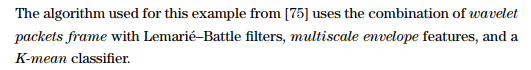 The algorithm used for this example from [75] uses the combination of wavelet
packets frame with Lemarié–Battle filters, multiscale envelope features, and a
K-mean classifier.